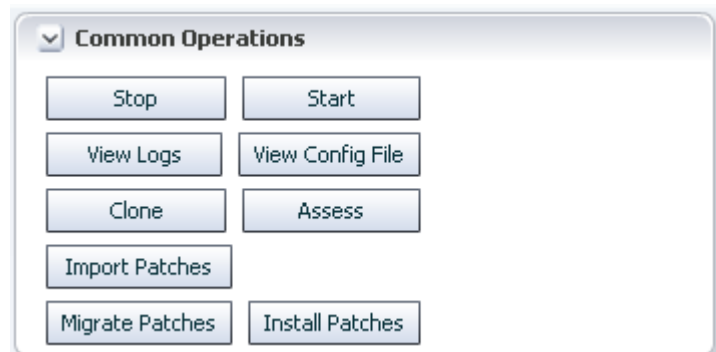 Common Operations
Stop Start
View Logs View Config File
Clone Assess
Import Patches
Migrate Patches Install Patches